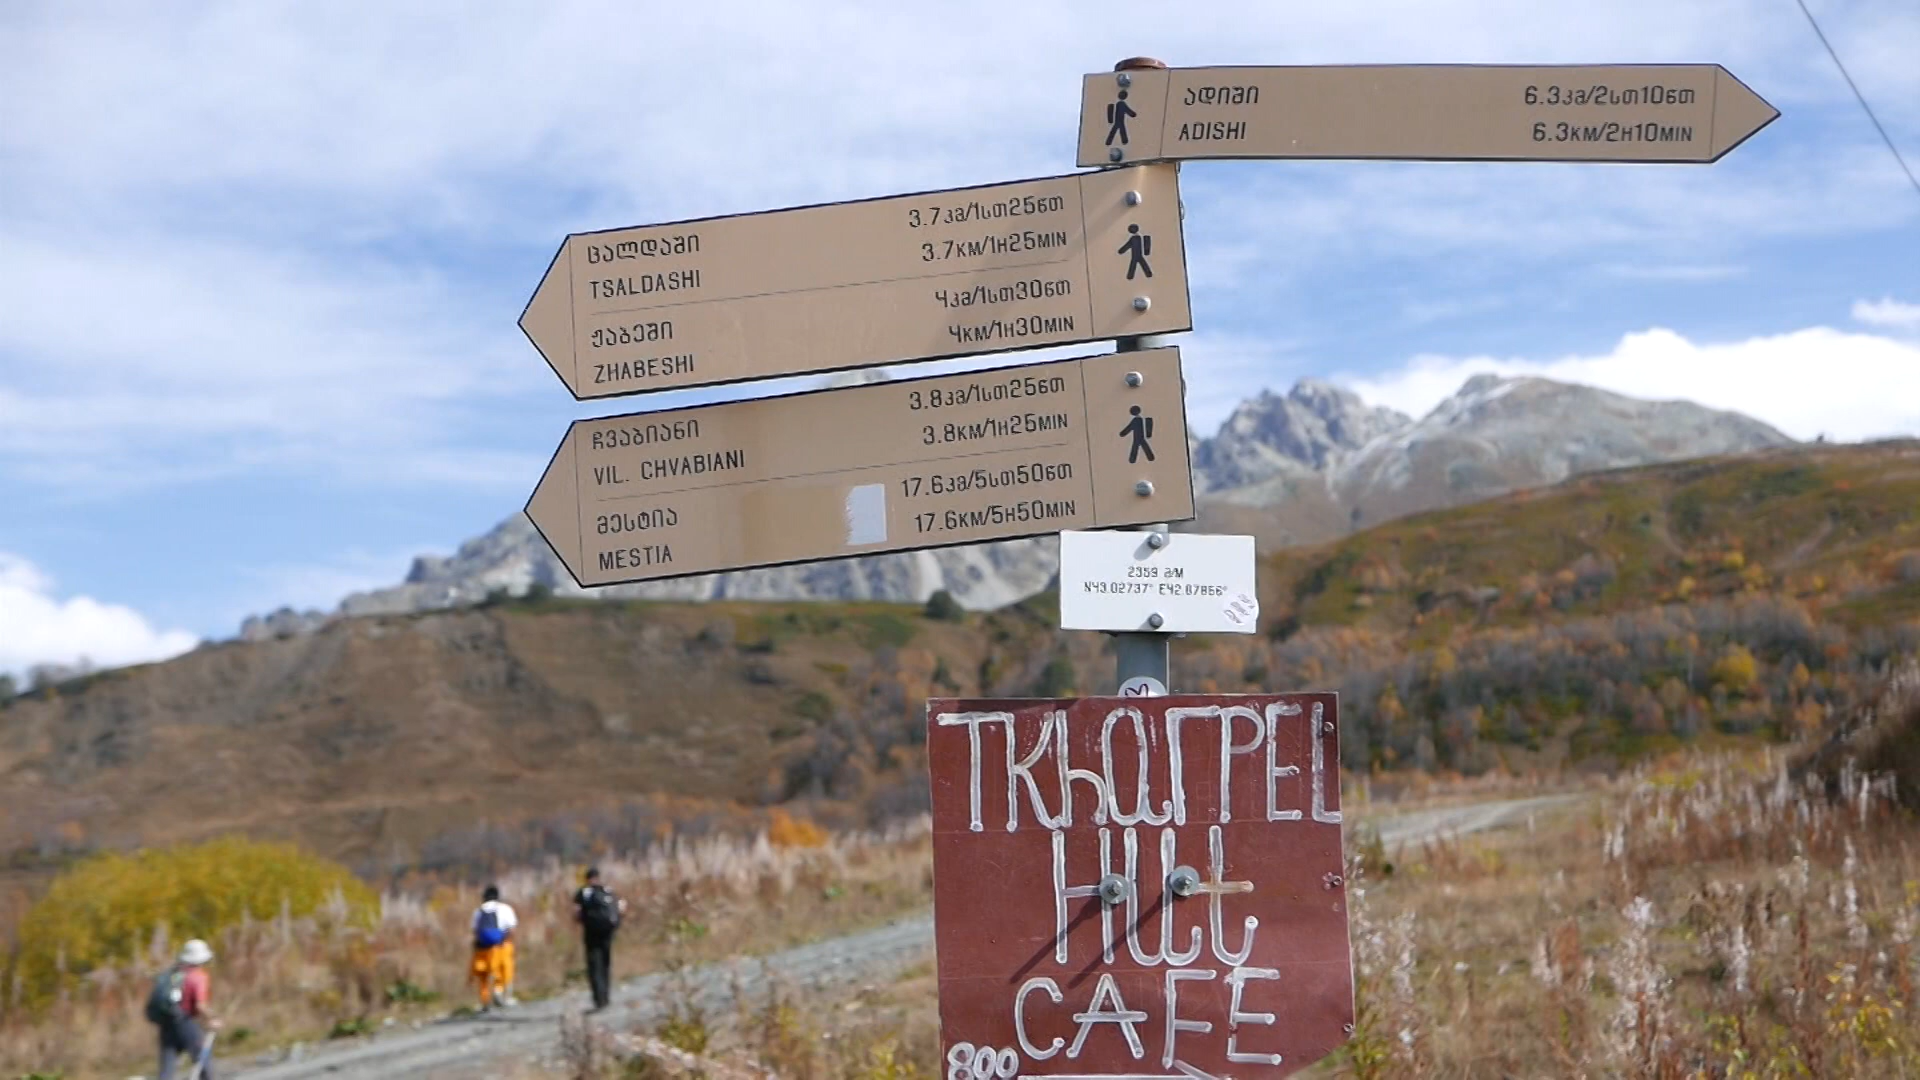 ადიში 6.3კმ/2სთ10წთ
ADISHI 6.3KM/2H10MIN
ცალდაში 3.7კმ/1სთ25წთ
TSALDASHI 3.7KM/1H25MIN
ჟაბეში 4კმ/1სთ30წთ
ZHABESHI 4KM/1H30MIN
ჩვაბიანი 3.8კმ/1სთ25წთ
VIL. CHVABIANI 3.8KM/1H25MIN
მესტია 17.6კმ/5სთ50წთ
MESTIA 17.6KM/5H50MIN
2359 მ/M
N43.02737° E42.87866°
HUt
CAFE
800